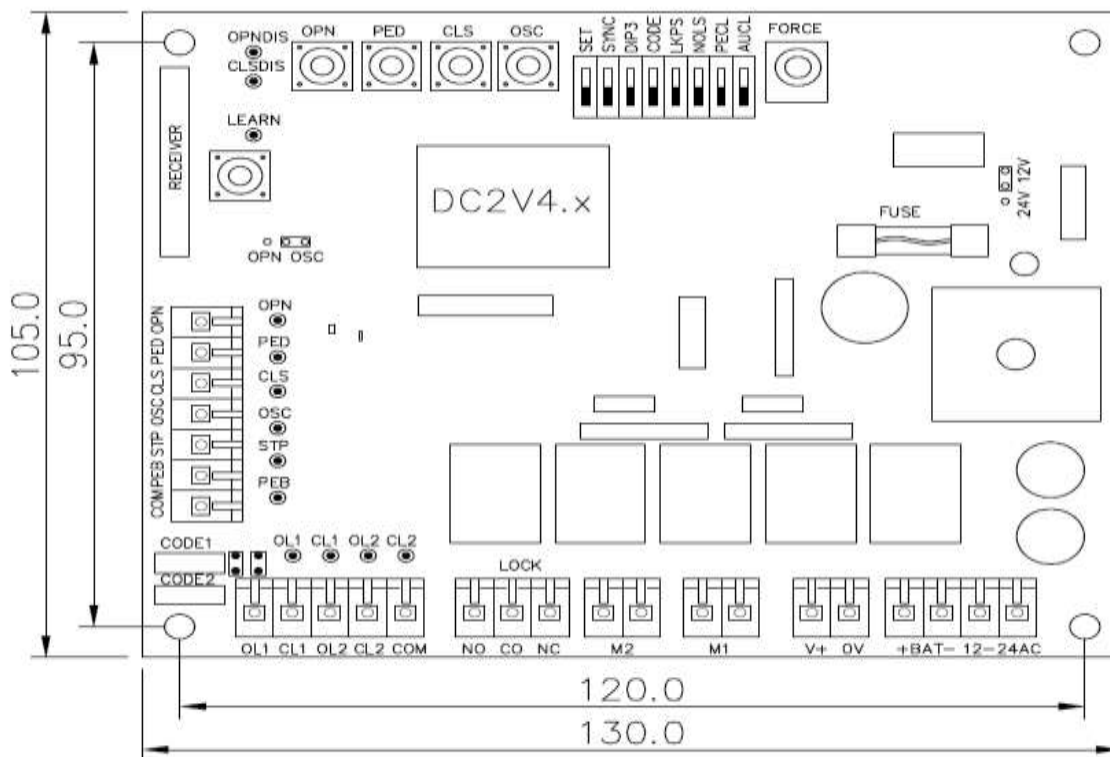 OPNDIS
CLSDIS
OPN PED CLS OSC
SET SYNC DIP3 CODE LKPS NOLS PECL AUCL
FORCE
LEARN
RECEIVER
DC2V4.x
24V 12V
FUSE
OPN OSC
105.0
95.0
COM PEB STP OSC CLS PED OPN
OPN
PED
CLS
OSC
STP
PEB
CODE1
CODE2
OL1 CL1 OL2 CL2
LOCK
OL1 CL1 OL2 CL2 COM
NO CO NC
M2
M1
V+ 0V
+BAT- 12-24AC
120.0
130.0